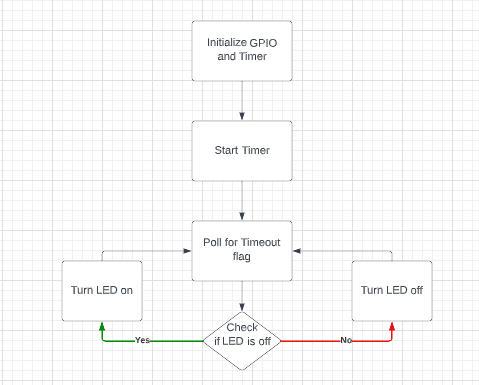 Initialize GPIO
and Timer
Start Timer
Poll for Timeout
flag
Turn LED on
Turn LED off
Check
if LED is off
Yes
No